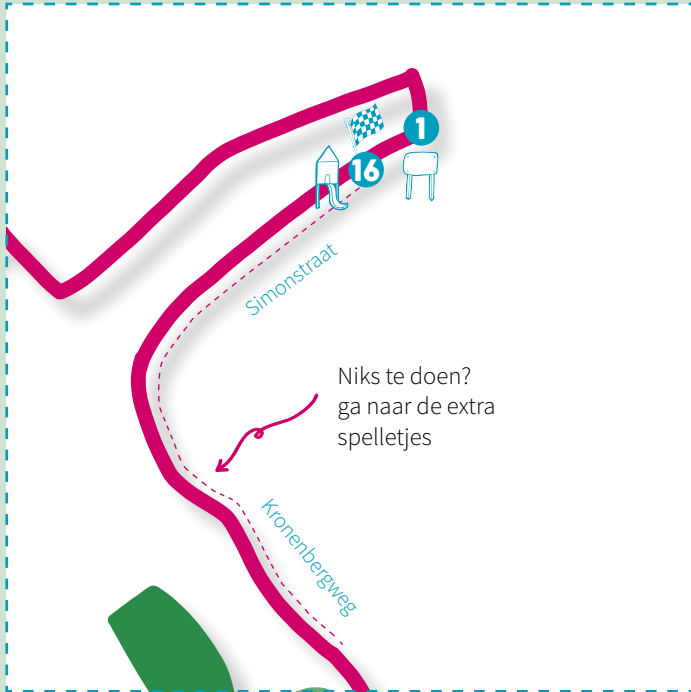 1
16
Simonstraat
Niks te doen?
ga naar de extra
spelletjes
Kronenbergweg